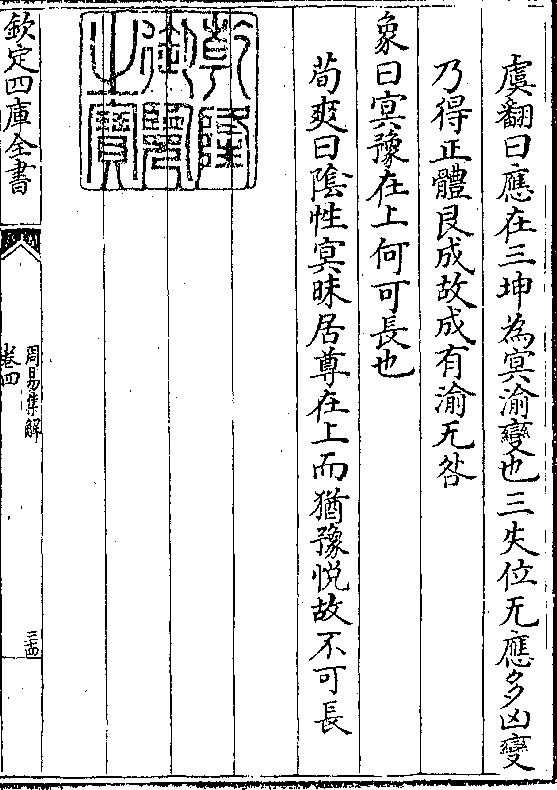 虞翻曰應在三坤為冥渝變也三失位无應多凶變
乃得正體艮成故成有渝无咎
象曰冥豫在上何可長也
荀爽曰陰性冥昧居尊在上而猶豫悅故不可長
乾隆御覽之寶
欽定四庫全書
周易集解
卷四
三十四